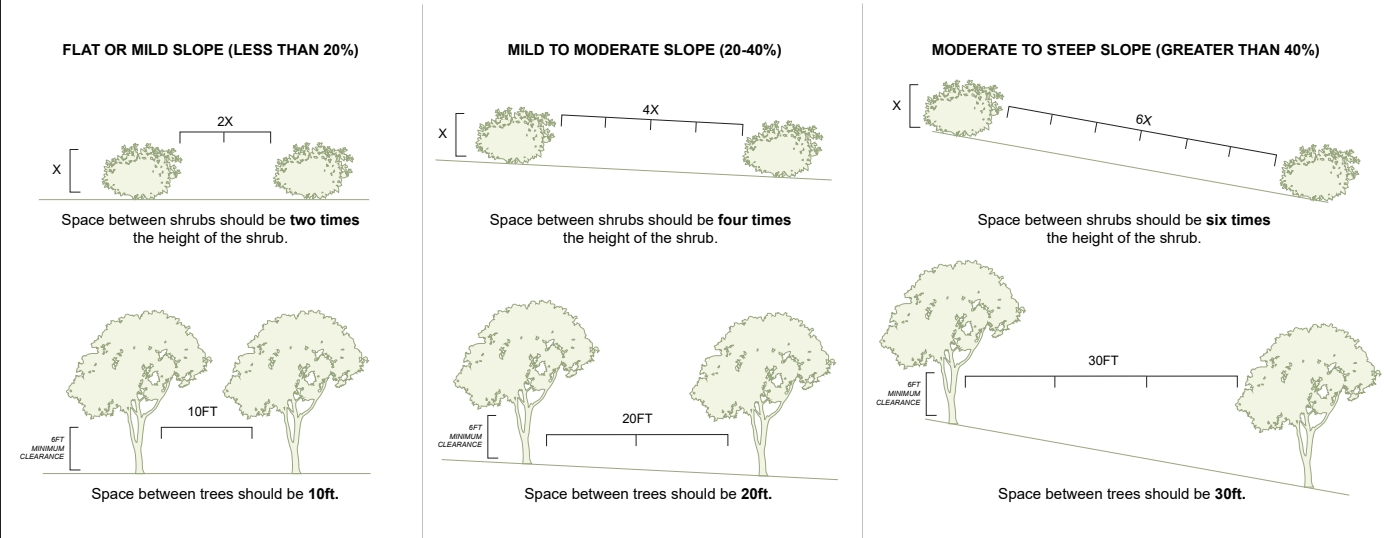 FLAT OR MILD SLOPE (LESS THAN 20%)
X
2X
Space between shrubs should be two times
the height of the shrub.
10FT
6FT
MINIMUM
CLEARANCE
Space between trees should be 10ft.
MILD TO MODERATE SLOPE (20-40%)
X
4X
Space between shrubs should be four times
the height of the shrub.
20FT
6FT
MINIMUM
CLEARANCE
Space between trees should be 20ft.
MODERATE TO STEEP SLOPE (GREATER THAN 40%)
X
6X
Space between shrubs should be six times
the height of the shrub.
30FT
6FT
MINIMUM
CLEARANCE
Space between trees should be 30ft.